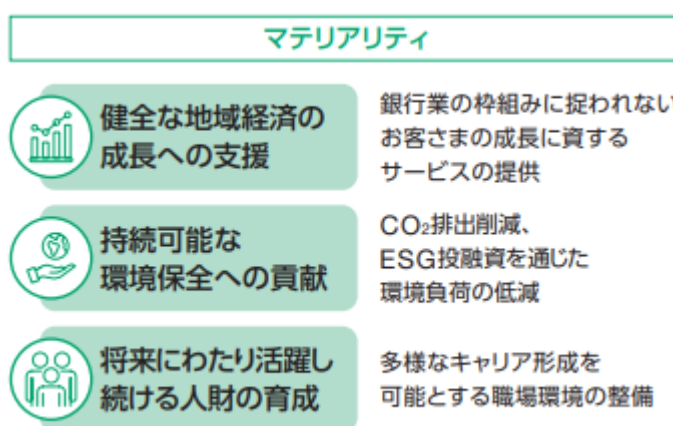 マテリアリティ
健全な地域経済の
成長への支援
銀行業の枠組みに捉われない
お客さまの成長に資する
サービスの提供
持続可能な
環境保全への貢献
CO₂排出削減、
ESG投融資を通じた
環境負荷の低減
将来にわたり活躍し
続ける人財の育成
多様なキャリア形成を
可能とする職場環境の整備